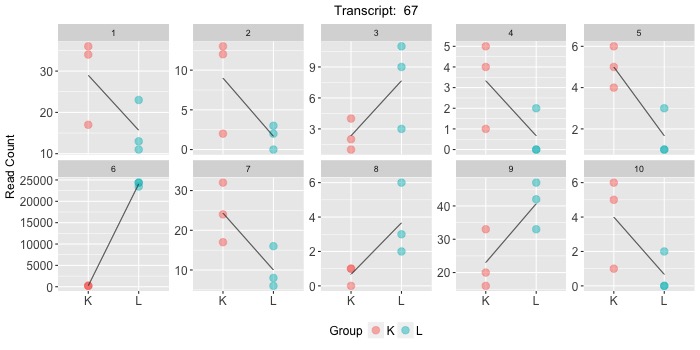 Transcript: 67
1 2 3 4 5
30 20 10
10 5 0
9 6 3
5 4 3 2 1 0
6 4 2
Read Count
6 7 8 9 10
25000 20000 15000 10000 5000 0
30 20 10
6 4 2 0
40 30 20
6 4 2 0
K L K L K L K L K L
Group K L